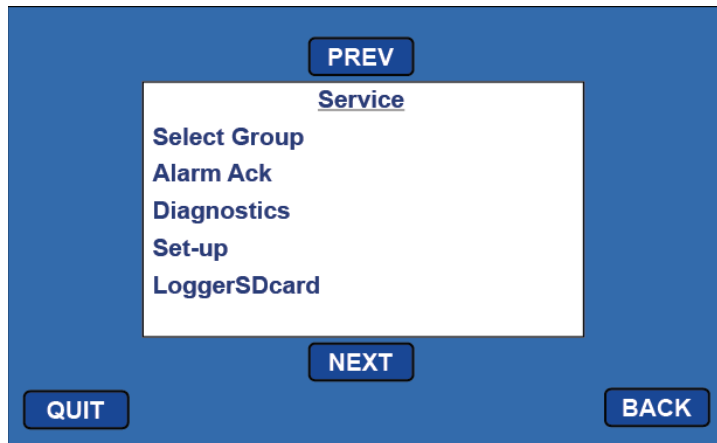 PREV
Service
Select Group
Alarm Ack
Diagnostics
Set-up
LoggerSDcard
NEXT
QUIT
BACK